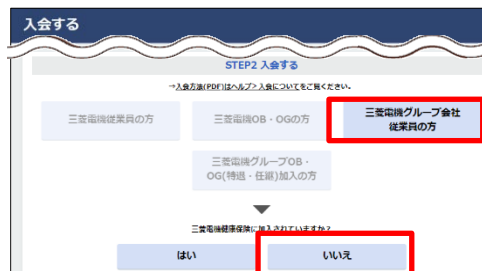 入会する
STEP2 入会する
→入会方法(PDF)はヘルプ>入会についてをご覧ください。
三菱電機従業員の方
三菱電機OB・OGの方
三菱電機グループ会社
従業員の方
三菱電機グループOB・
OG(特退・任継)加入の方
三菱電機健康保険に加入されていますか？
はい
いいえ